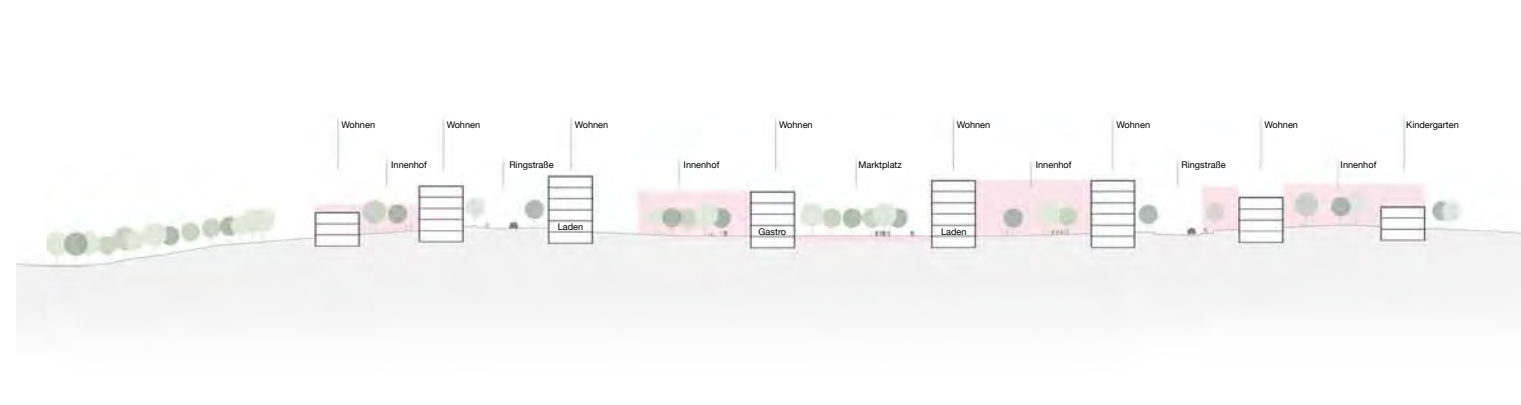 Wohnen
Wohnen
Wohnen
Wohnen
Wohnen
Wohnen
Wohnen
Kindergarten
Innenhof
Ringstraße
Innenhof
Marktplatz
Innenhof
Ringstraße
Innenhof
Laden
Gastro
Laden